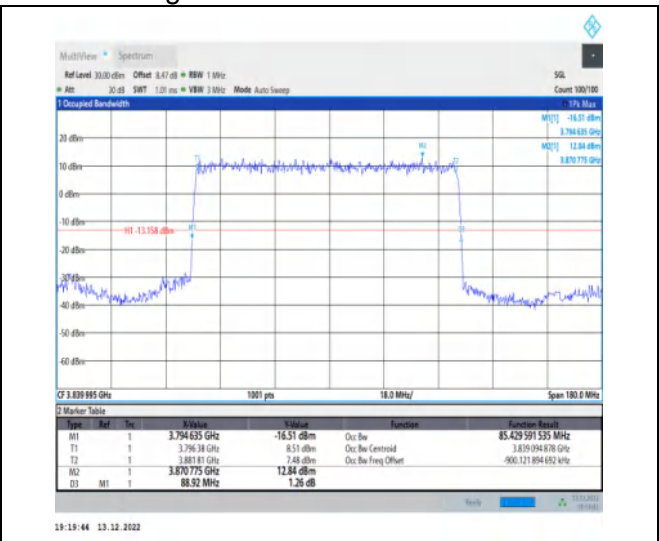 MultiView Spectrum
Ref Level 30.00 dBm Offset 8.47 dB RBW 1 MHz SGL
Att 30 dB SWT 1.01 ms VBW 3 MHz Mode Auto Sweep Count 100/100
1 Occupied Bandwidth 1Pk Max
M1[1] -16.51 dBm
3.794 635 GHz
M2[1] 12.84 dBm
3.870 775 GHz
20 dBm
M2
T1
T2
10 dBm
0 dBm
-10 dBm
H1 -13.158 dBm
M1
D3
-20 dBm
-30 dBm
-40 dBm
-50 dBm
-60 dBm
CF 3.839 995 GHz 1001 pts 18.0 MHz/ Span 180.0 MHz
2 Marker Table
Type Ref Trc X-Value Y-Value Function Function Result
M1 1 3.794 635 GHz -16.51 dBm Occ Bw 85.429 591 535 MHz
T1 1 3.796 38 GHz 8.51 dBm Occ Bw Centroid 3.839 094 878 GHz
T2 1 3.881 81 GHz 7.48 dBm Occ Bw Freq Offset -900.121 894 692 kHz
M2 1 3.870 775 GHz 12.84 dBm
D3 M1 1 88.92 MHz 1.26 dB
Ready
19:19:44 13.12.2022